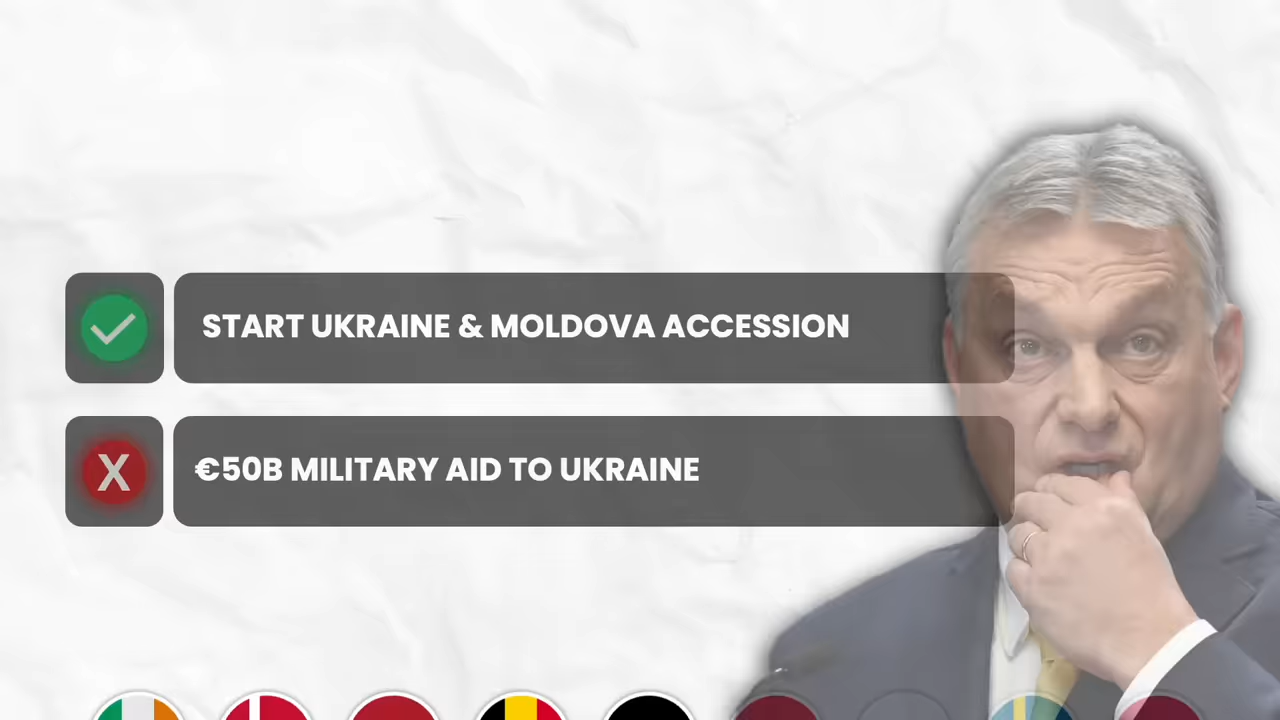 START UKRAINE & MOLDOVA ACCESSION
X
€50B MILITARY AID TO UKRAINE